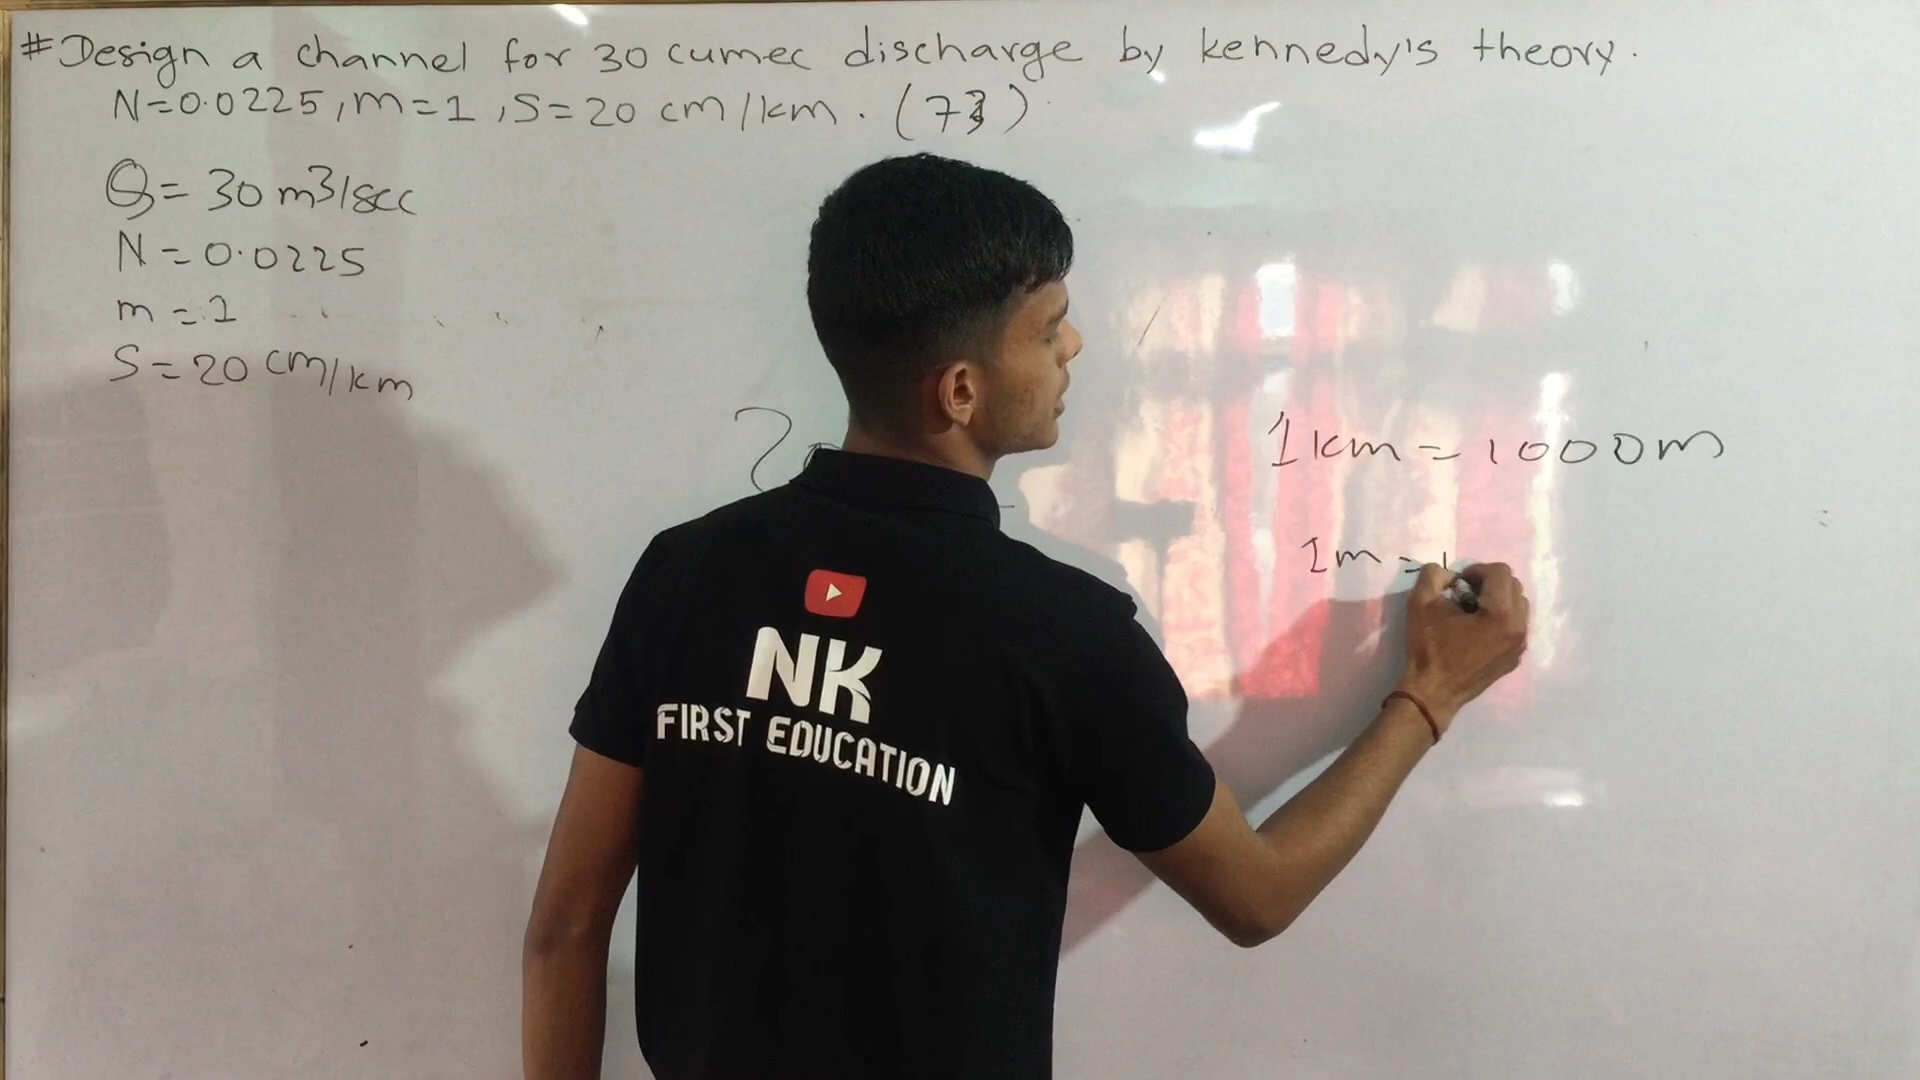 # Design a channel for 30 cumec discharge by kennedy's theory.
N=0.0225, m=1, S=20 cm/km. (73)
Q= 30 m3/sec
N=0.0225
m=1
S=20 cm/km
1km=1000m
1m=
NK
FIRST EDUCATION